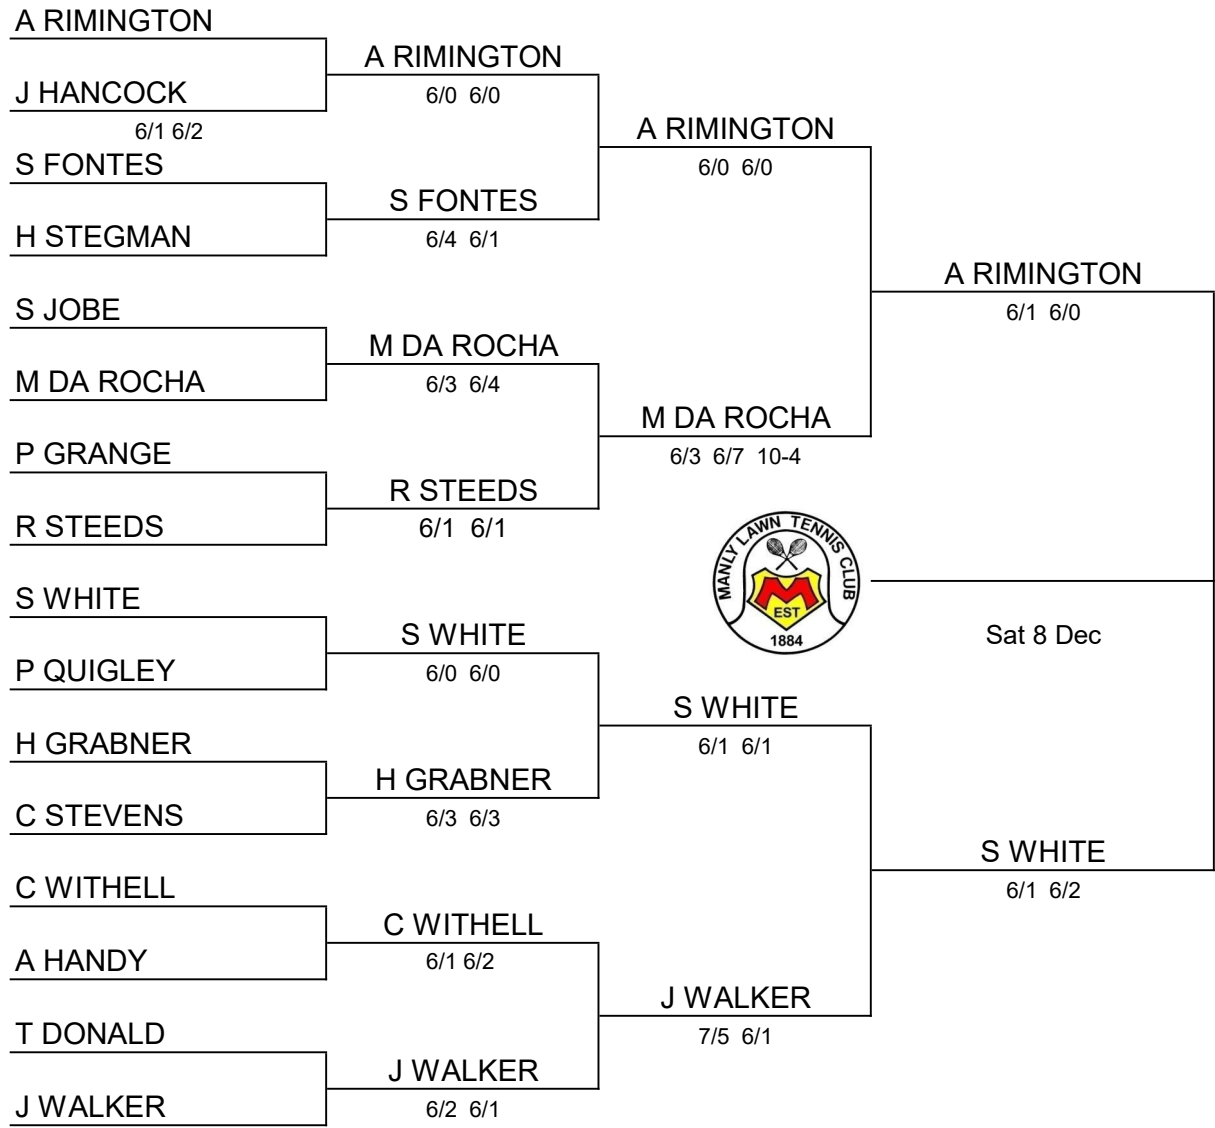 A RIMINGTON
A RIMINGTON
J HANCOCK
6/0 6/0
6/1 6/2
A RIMINGTON
S FONTES
6/0 6/0
S FONTES
H STEGMAN
6/4 6/1
A RIMINGTON
S JOBE
6/1 6/0
M DA ROCHA
M DA ROCHA
6/3 6/4
M DA ROCHA
P GRANGE
6/3 6/7 10-4
R STEEDS
R STEEDS
6/1 6/1
MANLY LAWN TENNIS CLUB
EST
1884
S WHITE
S WHITE
Sat 8 Dec
P QUIGLEY
6/0 6/0
S WHITE
H GRABNER
6/1 6/1
H GRABNER
C STEVENS
6/3 6/3
S WHITE
C WITHELL
6/1 6/2
C WITHELL
A HANDY
6/1 6/2
J WALKER
T DONALD
7/5 6/1
J WALKER
J WALKER
6/2 6/1